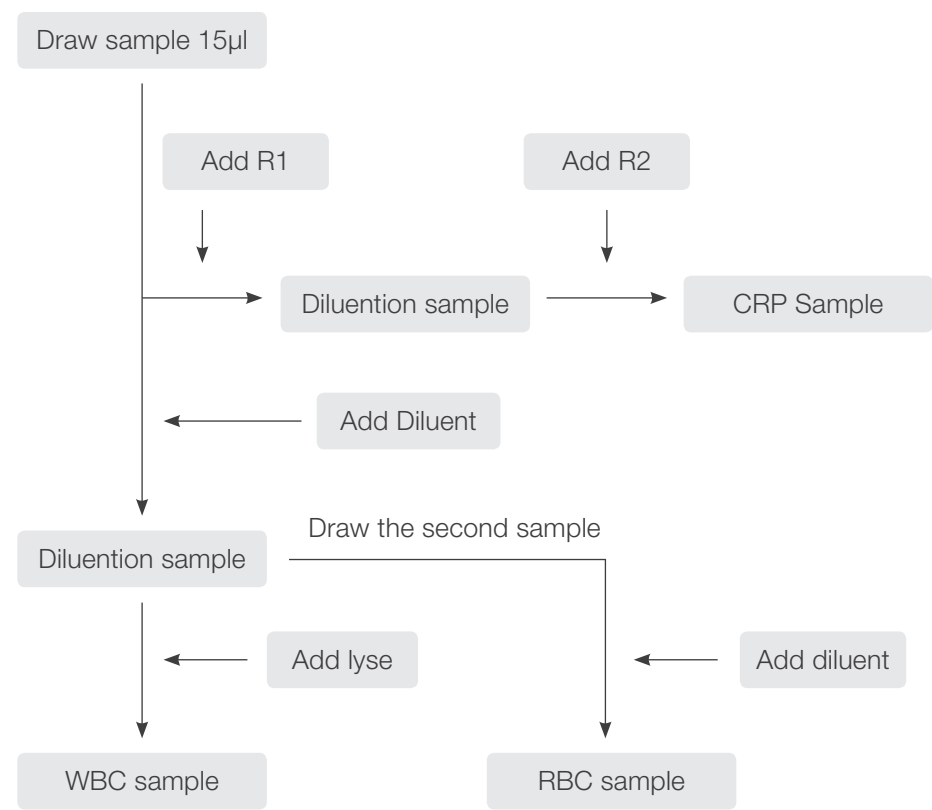 Draw sample 15µl
Add R1
Add R2
Diluention sample
CRP Sample
Add Diluent
Draw the second sample
Diluention sample
Add lyse
Add diluent
WBC sample
RBC sample